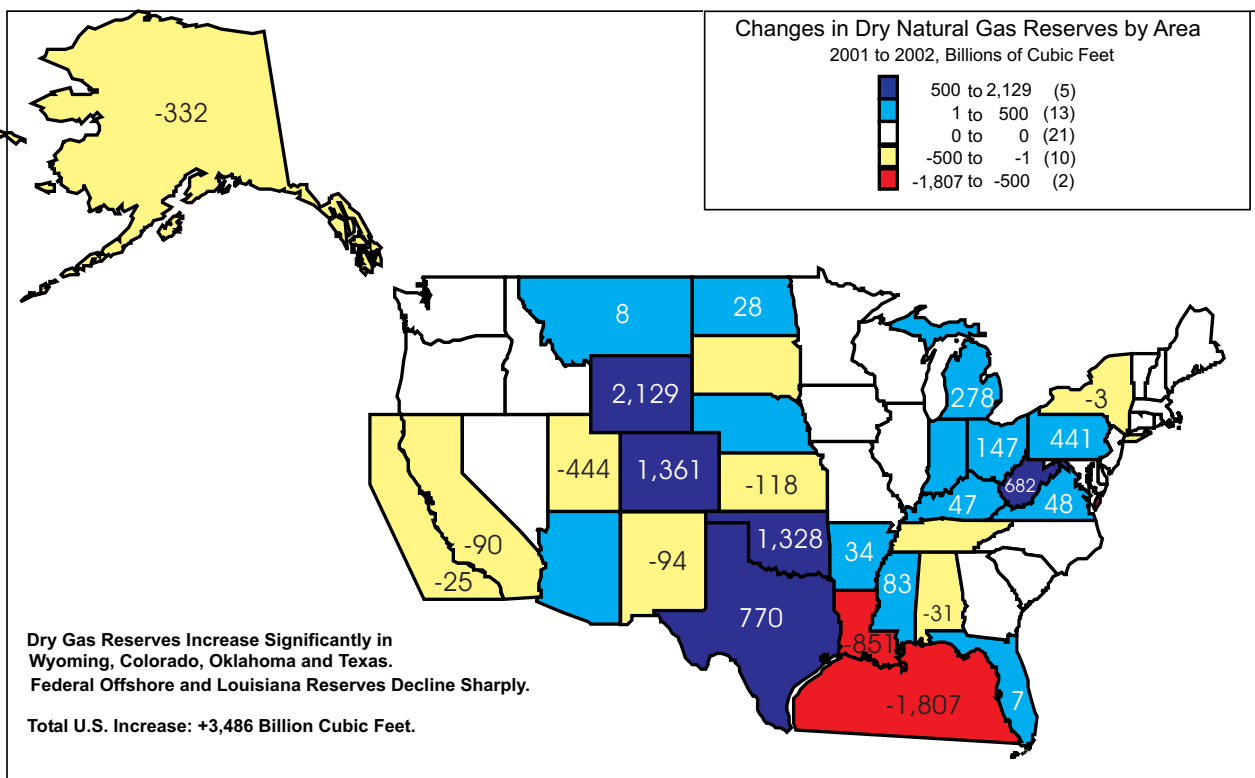 Changes in Dry Natural Gas Reserves by Area
2001 to 2002, Billions of Cubic Feet
500 to 2,129 (5)
1 to 500 (13)
0 to 0 (21)
-500 to -1 (10)
-1,807 to -500 (2)
-332
8
28
2,129
278
-3
-444
1,361
-118
147
441
682
47
48
-90
-25
-94
1,328
34
83
-31
770
-851
-1,807
7
Dry Gas Reserves Increase Significantly in
Wyoming, Colorado, Oklahoma and Texas.
Federal Offshore and Louisiana Reserves Decline Sharply.
Total U.S. Increase: +3,486 Billion Cubic Feet.